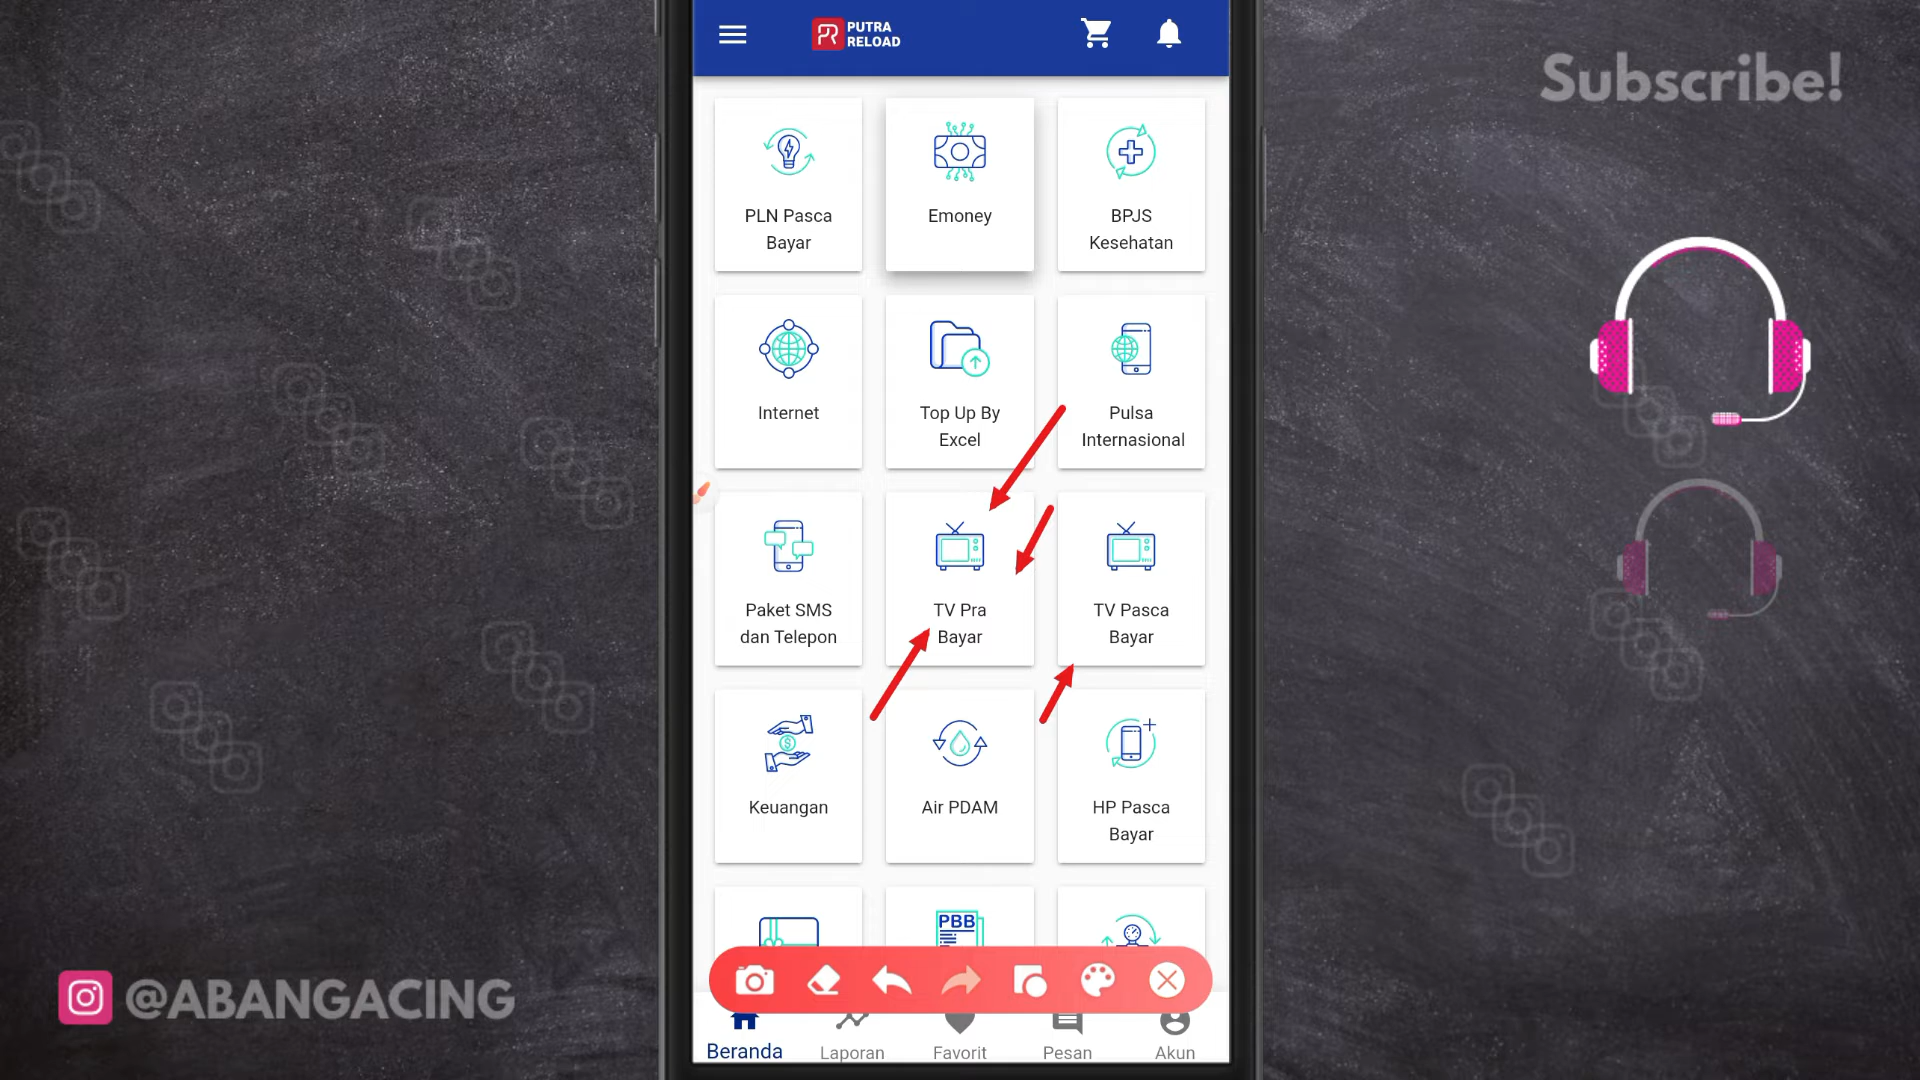 PUTRA
RELOAD
Subscribe!
PLN Pasca
Bayar
Emoney
BPJS
Kesehatan
Internet
Top Up By
Excel
Pulsa
Internasional
Paket SMS
dan Telepon
TV Pra
Bayar
TV Pasca
Bayar
Keuangan
Air PDAM
HP Pasca
Bayar
PBB
@ABANGACING
Beranda
Laporan
Favorit
Pesan
Akun